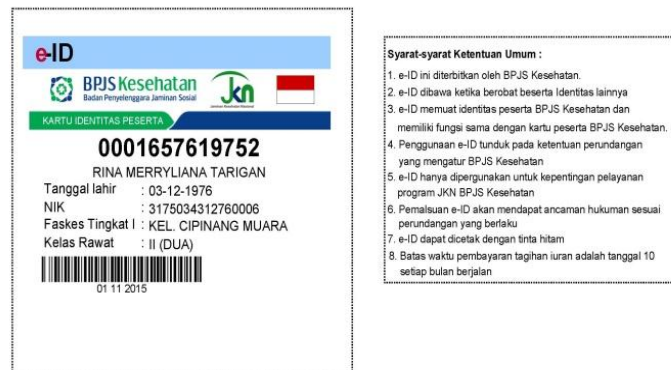 e-ID
BPJS Kesehatan
Badan Penyelenggara Jaminan Sosial
JKN
Jaminan Kesehatan Nasional
KARTU IDENTITAS PESERTA
0001657619752
RINA MERRYLIANA TARIGAN
Tanggal lahir : 03-12-1976
NIK : 3175034312760006
Faskes Tingkat I : KEL. CIPINANG MUARA
Kelas Rawat : II (DUA)
01 11 2015
Syarat-syarat Ketentuan Umum :
1. e-ID ini diterbitkan oleh BPJS Kesehatan.
2. e-ID dibawa ketika berobat beserta Identitas lainnya
3. e-ID memuat identitas peserta BPJS Kesehatan dan
memiliki fungsi sama dengan kartu peserta BPJS Kesehatan.
4. Penggunaan e-ID tunduk pada ketentuan perundangan
yang mengatur BPJS Kesehatan
5. e-ID hanya dipergunakan untuk kepentingan pelayanan
program JKN BPJS Kesehatan
6. Pemalsuan e-ID akan mendapat ancaman hukuman sesuai
perundangan yang berlaku
7. e-ID dapat dicetak dengan tinta hitam
8. Batas waktu pembayaran tagihan iuran adalah tanggal 10
setiap bulan berjalan